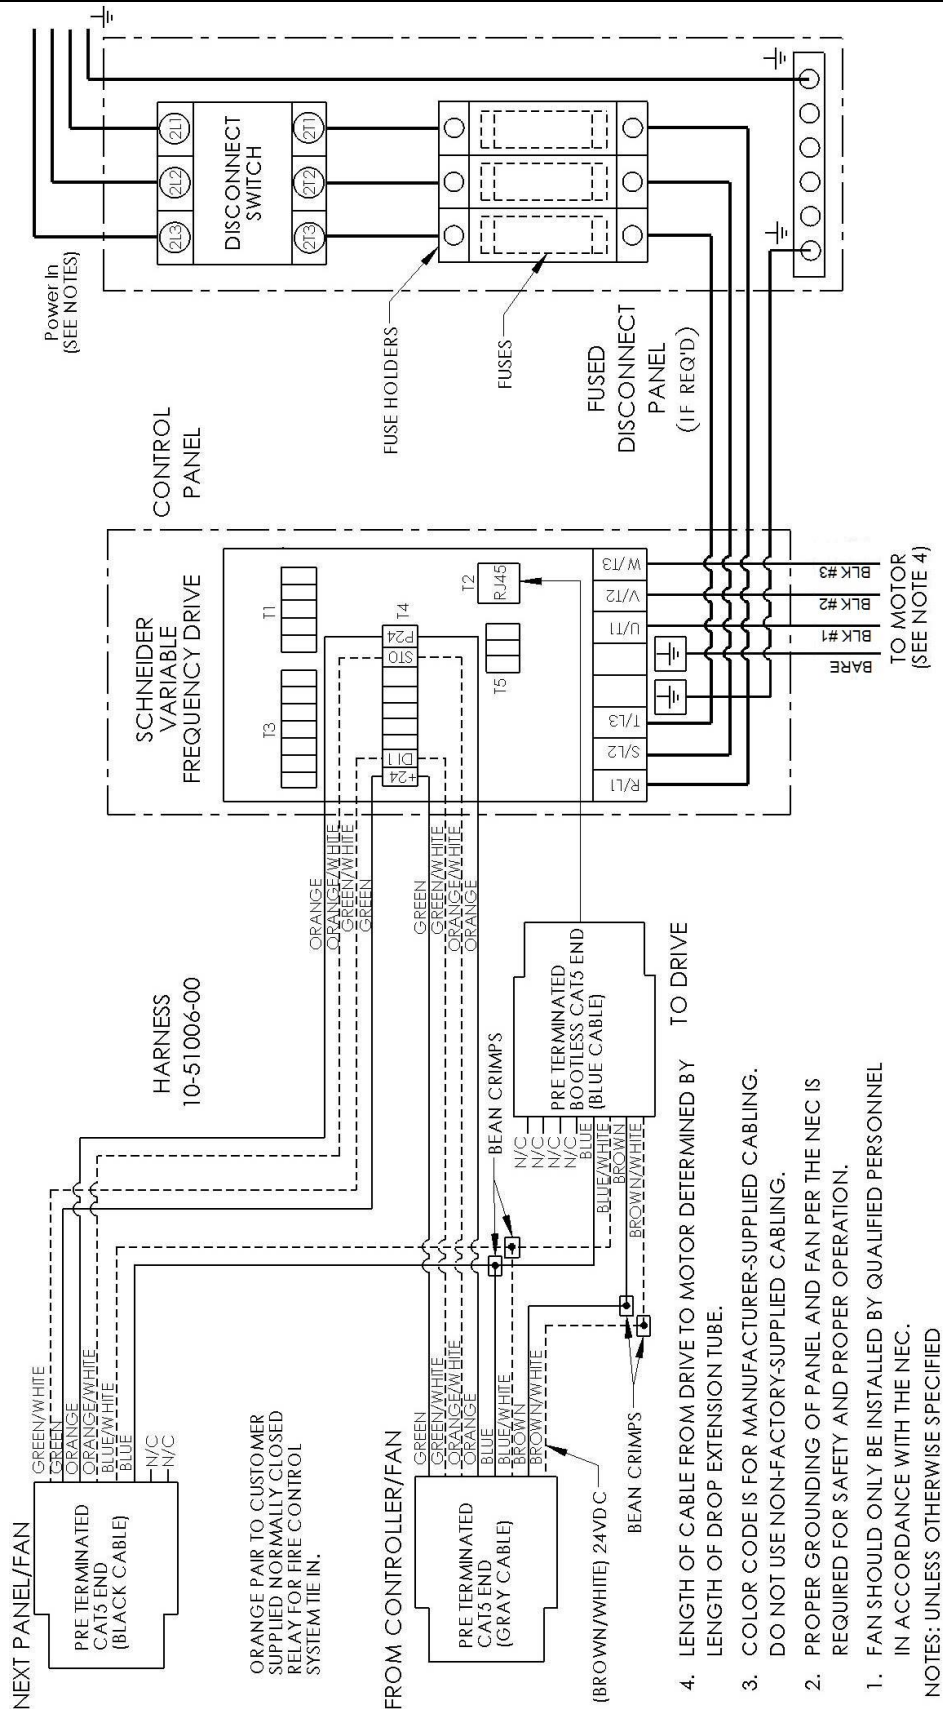 NEXT PANEL/FAN
PRE TERMINATED
CAT5 END
(BLACK CABLE)
GREEN/WHITE
GREEN
ORANGE
ORANGE/WHITE
BLUE/WHITE
BLUE
N/C
N/C
ORANGE PAIR TO CUSTOMER
SUPPLIED NORMALLY CLOSED
RELAY FOR FIRE CONTROL
SYSTEM TIE IN.
FROM CONTROLLER/FAN
PRE TERMINATED
CAT5 END
(GRAY CABLE)
GREEN
GREEN/WHITE
ORANGE/WHITE
ORANGE
BLUE
BLUE/WHITE
BROWN
BROWN/WHITE
(BROWN/WHITE) 24VDC
BEAN CRIMPS
HARNESS
10-51006-00
ORANGE
ORANGE/WHITE
GREEN/WHITE
GREEN
GREEN
GREEN/WHITE
ORANGE/WHITE
ORANGE
BEAN CRIMPS
N/C
N/C
N/C
N/C
BLUE
BLUE/WHITE
BROWN
BROWN/WHITE
PRE TERMINATED
BOOTLESS CAT5 END
(BLUE CABLE)
TO DRIVE
CONTROL
PANEL
SCHNEIDER
VARIABLE
FREQUENCY DRIVE
T3
T1
+24
DI1
STO
P24
T4
T5
T2
RJ45
R/L1
S/L2
T/L3
U/T1
V/T2
W/T3
BARE
BLK #1
BLK #2
BLK #3
TO MOTOR
(SEE NOTE 4)
Power In
(SEE NOTES)
2L3
2L2
2L1
DISCONNECT
SWITCH
2T3
2T2
2T1
FUSE HOLDERS
FUSES
FUSED
DISCONNECT
PANEL
(IF REQ'D)
4. LENGTH OF CABLE FROM DRIVE TO MOTOR DETERMINED BY
LENGTH OF DROP EXTENSION TUBE.
3. COLOR CODE IS FOR MANUFACTURER-SUPPLIED CABLING.
DO NOT USE NON-FACTORY-SUPPLIED CABLING.
2. PROPER GROUNDING OF PANEL AND FAN PER THE NEC IS
REQUIRED FOR SAFETY AND PROPER OPERATION.
1. FAN SHOULD ONLY BE INSTALLED BY QUALIFIED PERSONNEL
IN ACCORDANCE WITH THE NEC.
NOTES: UNLESS OTHERWISE SPECIFIED